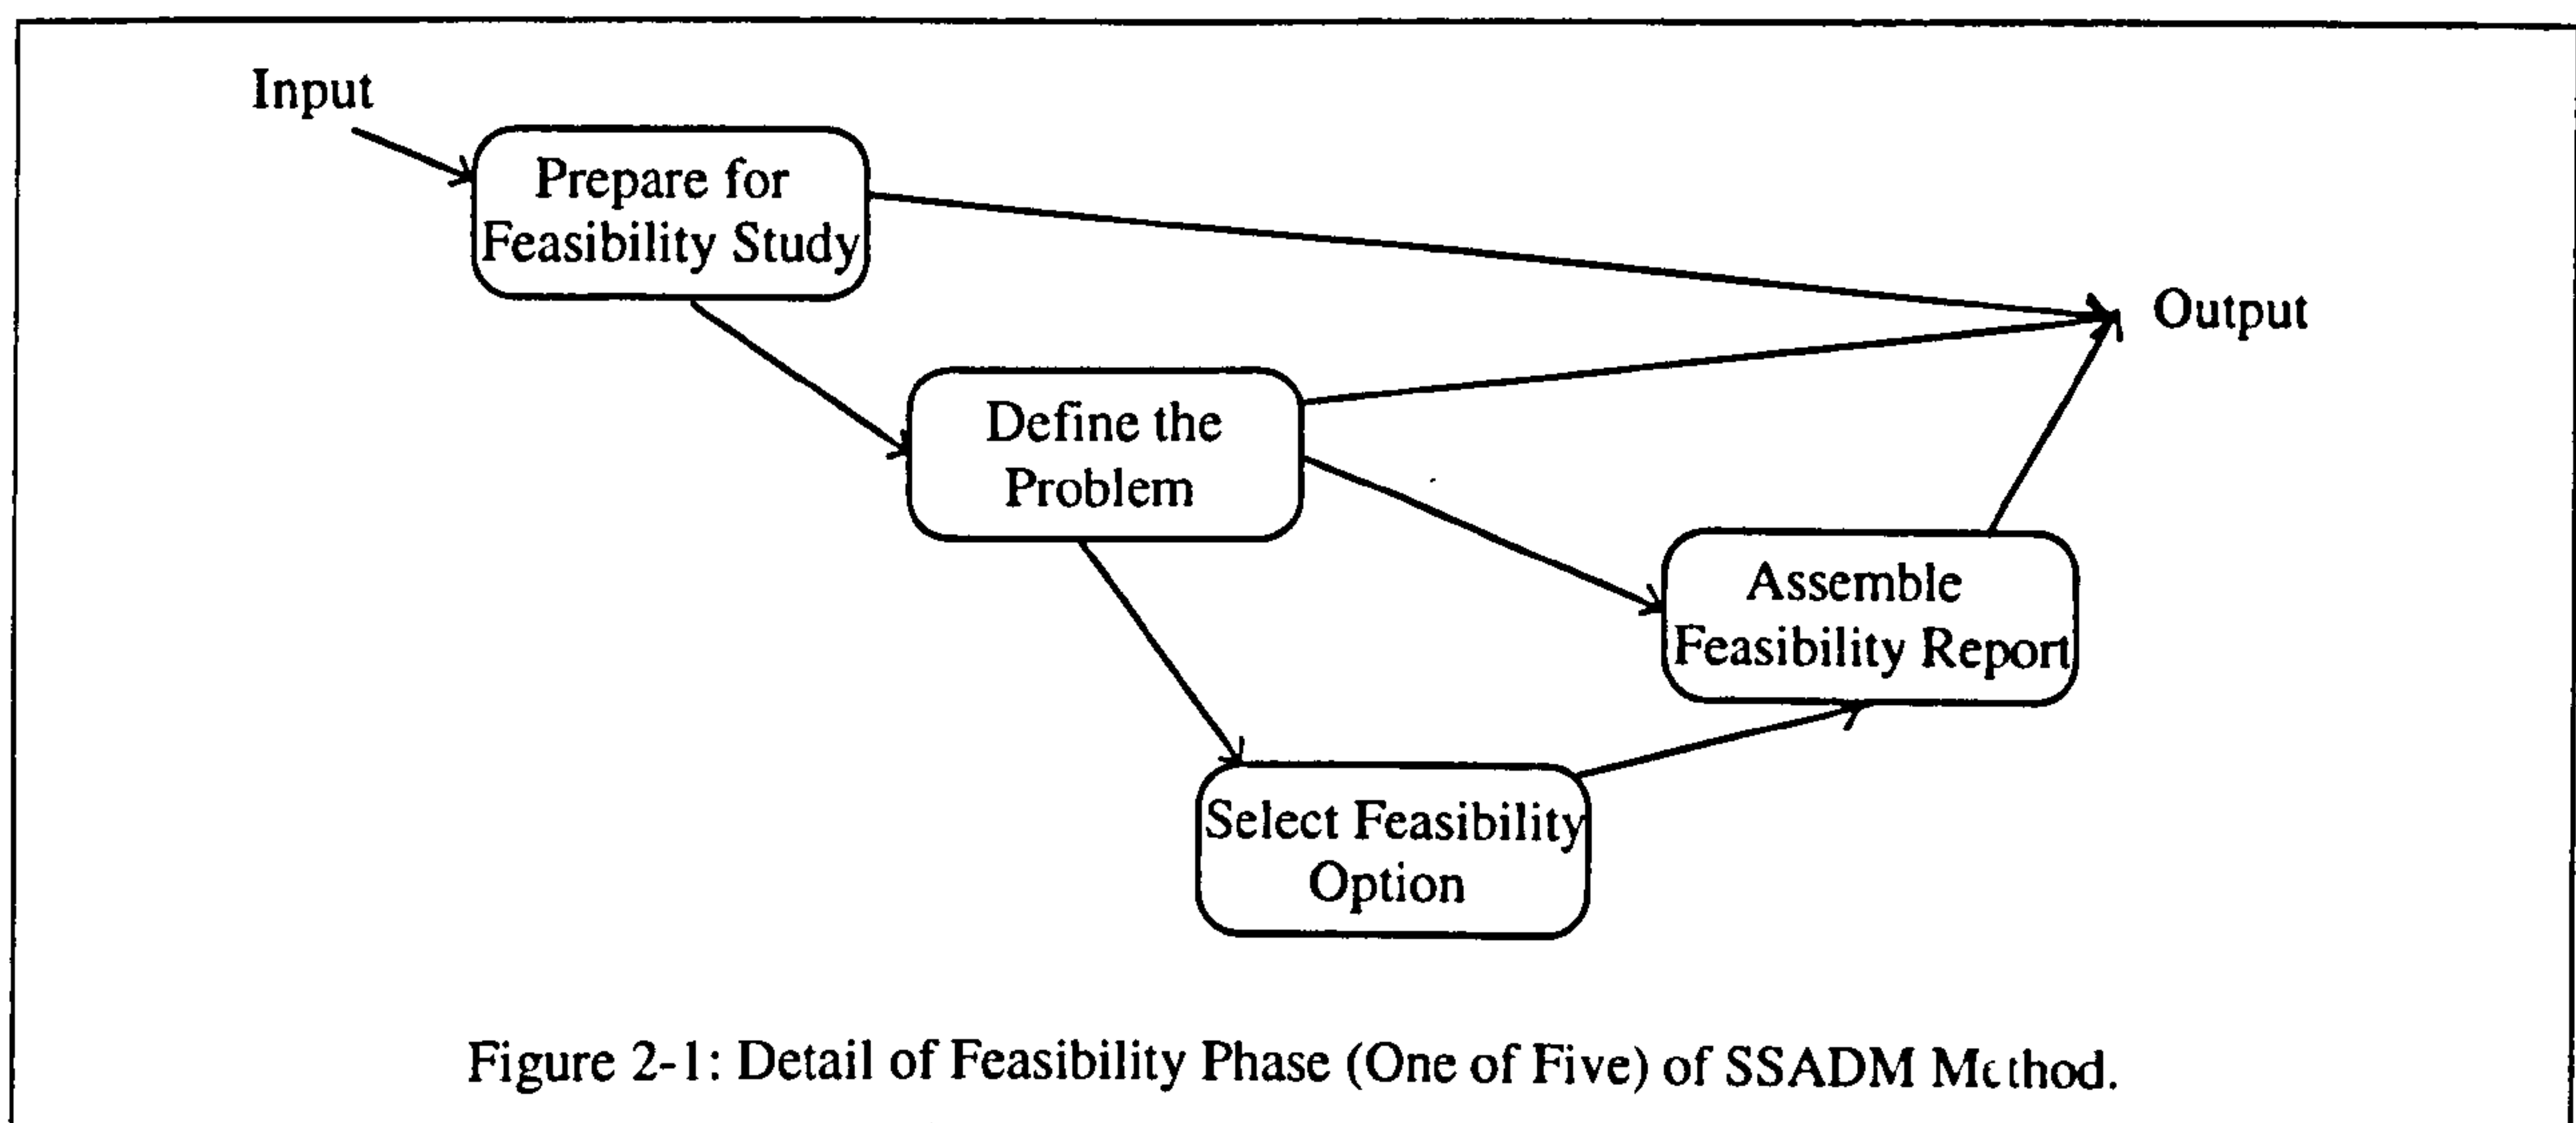 Input
Prepare for
Feasibility Study
Output
Define the
Problem
Assemble
Feasibility Report
Select Feasibility
Option
Figure 2-1: Detail of Feasibility Phase (One of Five) of SSADM Method.